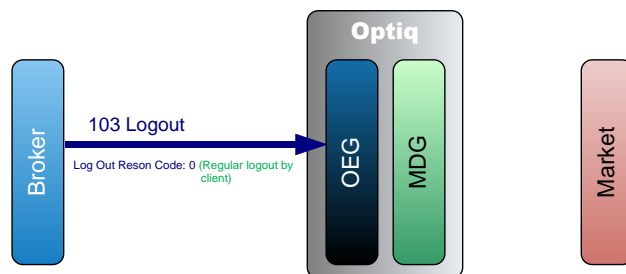 Optiq
Broker
103 Logout
Log Out Reson Code: 0 (Regular logout by
client)
OEG
MDG
Market